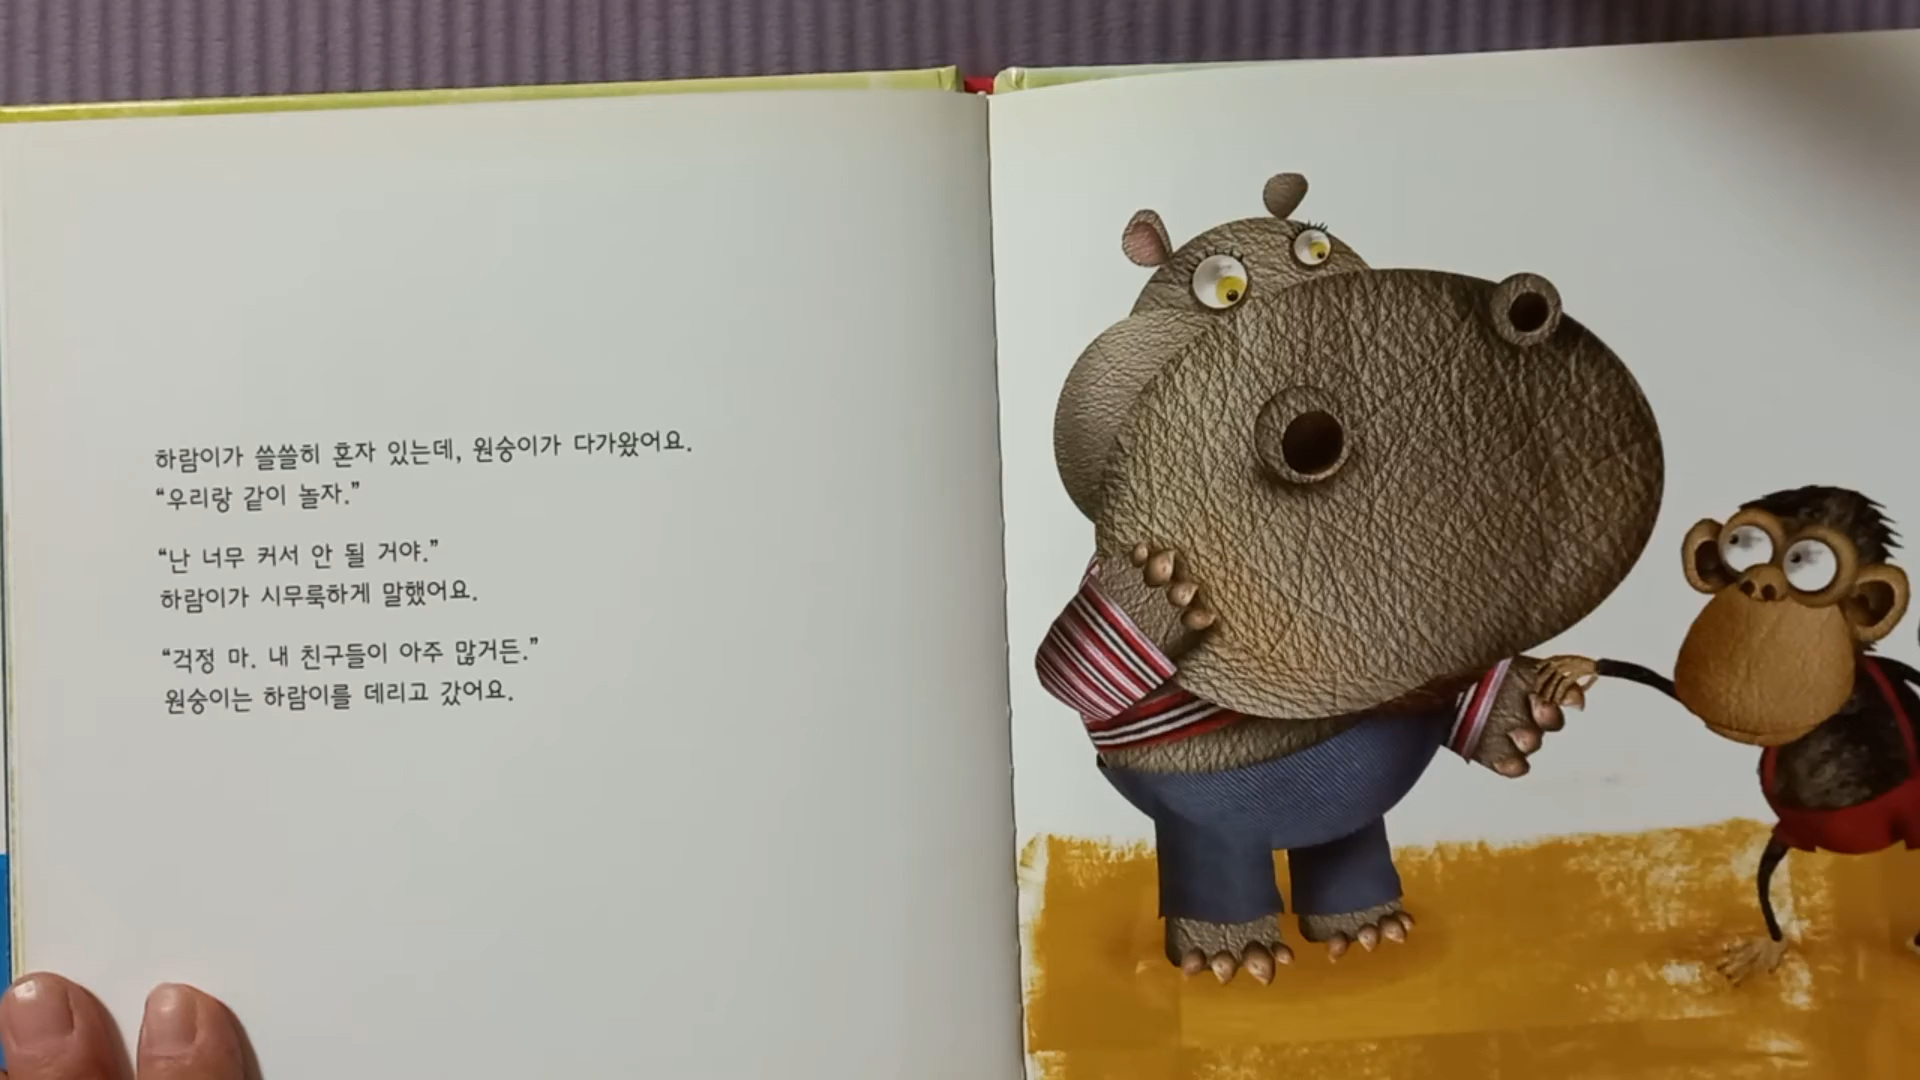 하람이가 쓸쓸히 혼자 있는데, 원숭이가 다가왔어요.
“우리랑 같이 놀자.”
“난 너무 커서 안 될 거야.”
하람이가 시무룩하게 말했어요.
“걱정 마. 내 친구들이 아주 많거든.”
원숭이는 하람이를 데리고 갔어요.